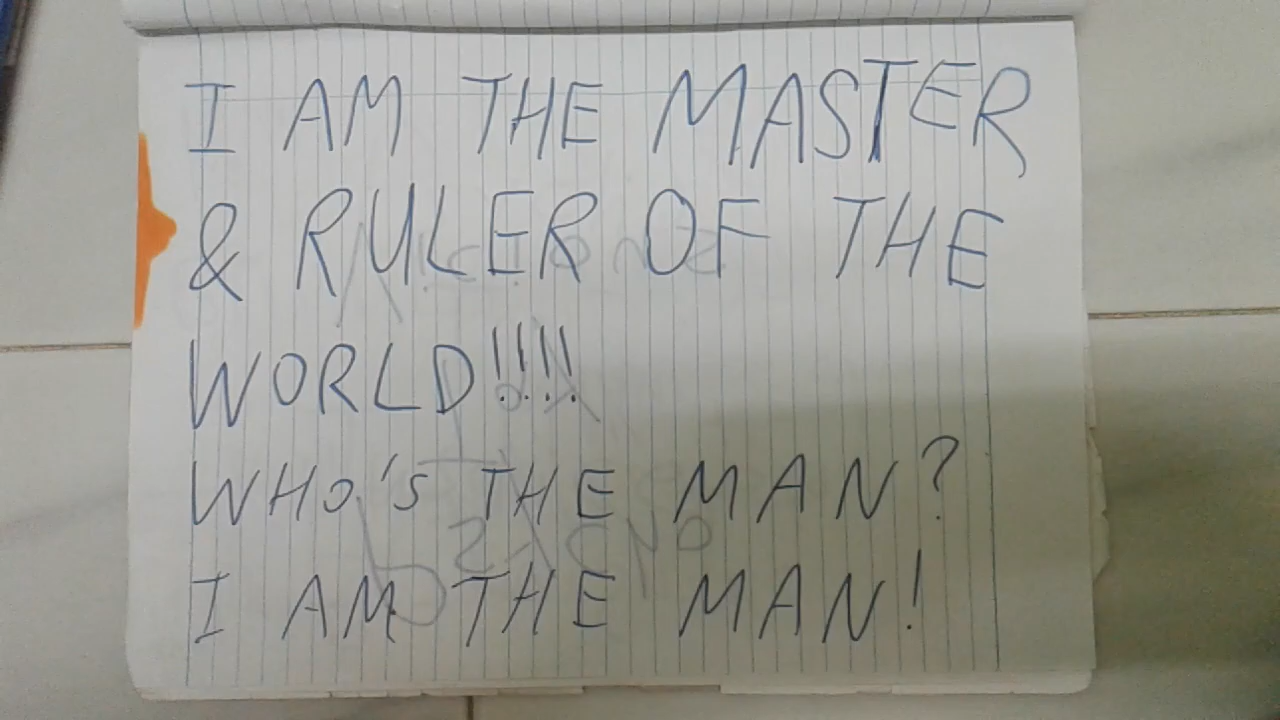 I AM THE MASTER
& RULER OF THE
WORLD!!!!
WHO'S THE MAN?
I AM THE MAN!